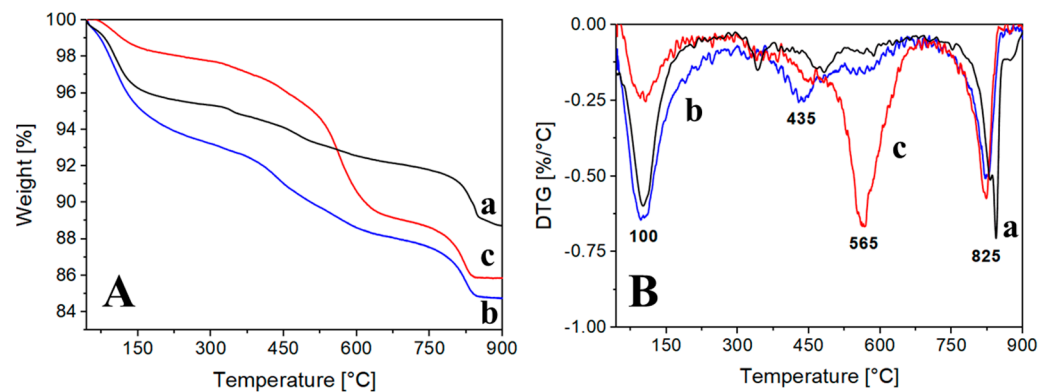 100
98
96
94
92
90
88
86
84
Weight [%]
a
c
b
A
150 300 450 600 750 900
Temperature [°C]
0.00
-0.25
-0.50
-0.75
-1.00
DTG [%/°C]
b
435
c
100
565
825
a
B
150 300 450 600 750 900
Temperature [°C]